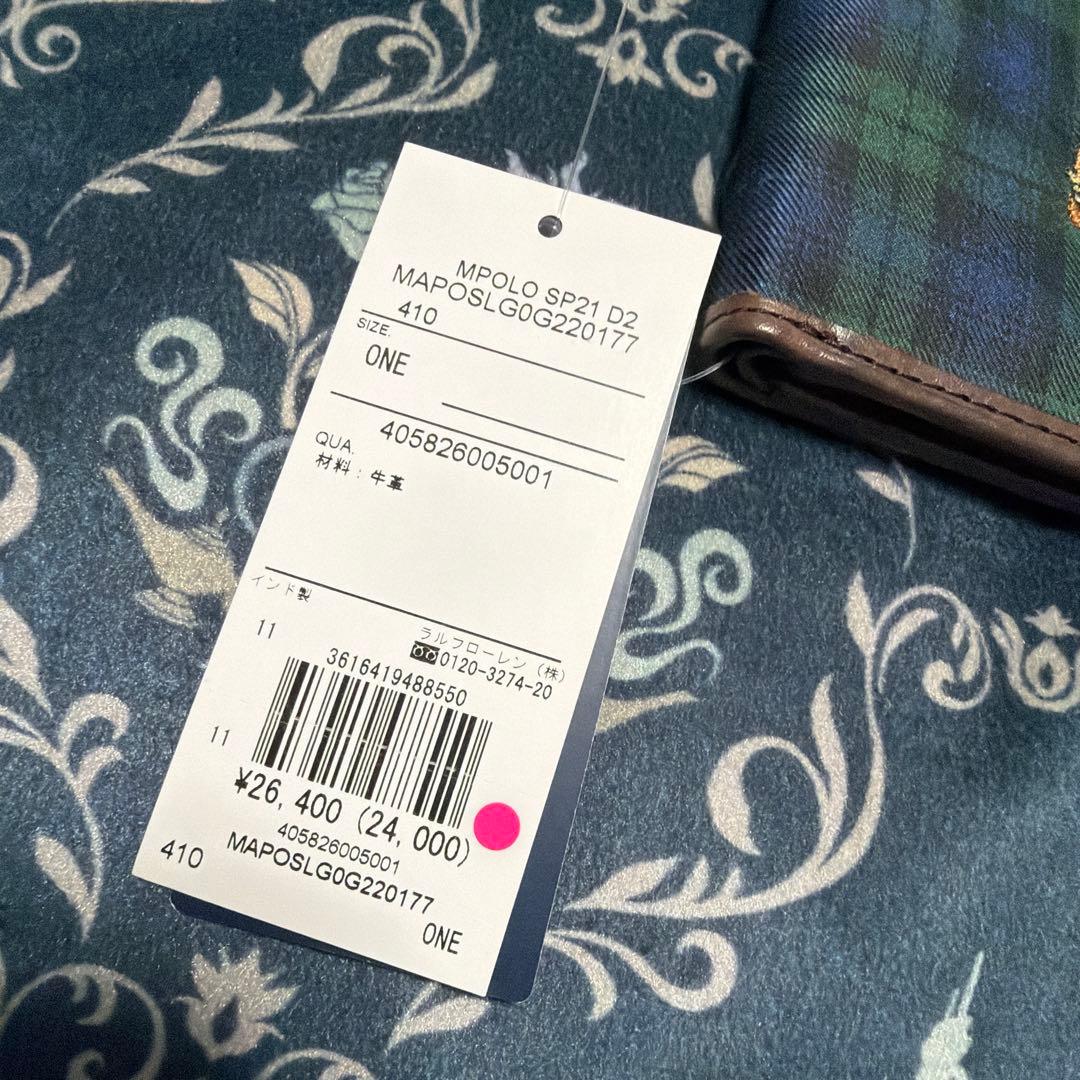 MPOLO SP21 D2
MAPOSLG0G220177
410
SIZE.
ONE
405826005001
QUA.
材料：牛革
インド製
11
ラルフローレン（株）
0120-3274-20
3616419488550
11
¥26,400 (24,000)
405826005001
MAPOSLG0G220177
410
ONE